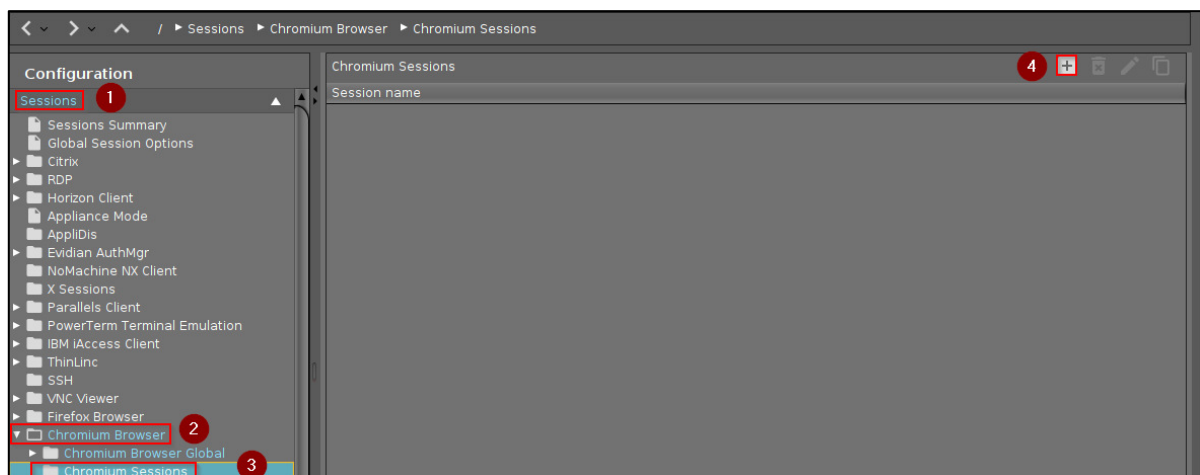 / Sessions Chromium Browser Chromium Sessions
Configuration
Sessions 1
Sessions Summary
Global Session Options
Citrix
RDP
Horizon Client
Appliance Mode
AppliDis
Evidian AuthMgr
NoMachine NX Client
X Sessions
Parallels Client
PowerTerm Terminal Emulation
IBM iAccess Client
ThinLinc
SSH
VNC Viewer
Firefox Browser
Chromium Browser 2
Chromium Browser Global
Chromium Sessions 3
Chromium Sessions 4
Session name